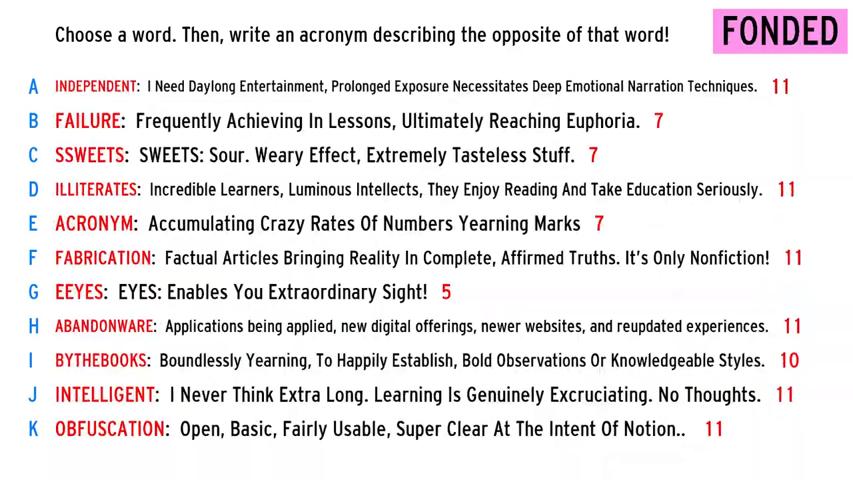 Choose a word. Then, write an acronym describing the opposite of that word! FONDED
A INDEPENDENT: I Need Daylong Entertainment, Prolonged Exposure Necessitates Deep Emotional Narration Techniques. 11
B FAILURE: Frequently Achieving In Lessons, Ultimately Reaching Euphoria. 7
C SSWEETS: SWEETS: Sour. Weary Effect, Extremely Tasteless Stuff. 7
D ILLITERATES: Incredible Learners, Luminous Intellects, They Enjoy Reading And Take Education Seriously. 11
E ACRONYM: Accumulating Crazy Rates Of Numbers Yearning Marks 7
F FABRICATION: Factual Articles Bringing Reality In Complete, Affirmed Truths. It's Only Nonfiction! 11
G EEYES: EYES: Enables You Extraordinary Sight! 5
H ABANDONWARE: Applications being applied, new digital offerings, newer websites, and reupdated experiences. 11
I BYTHEBOOKS: Boundlessly Yearning, To Happily Establish, Bold Observations Or Knowledgeable Styles. 10
J INTELLIGENT: I Never Think Extra Long. Learning Is Genuinely Excruciating. No Thoughts. 11
K OBFUSCATION: Open, Basic, Fairly Usable, Super Clear At The Intent Of Notion.. 11